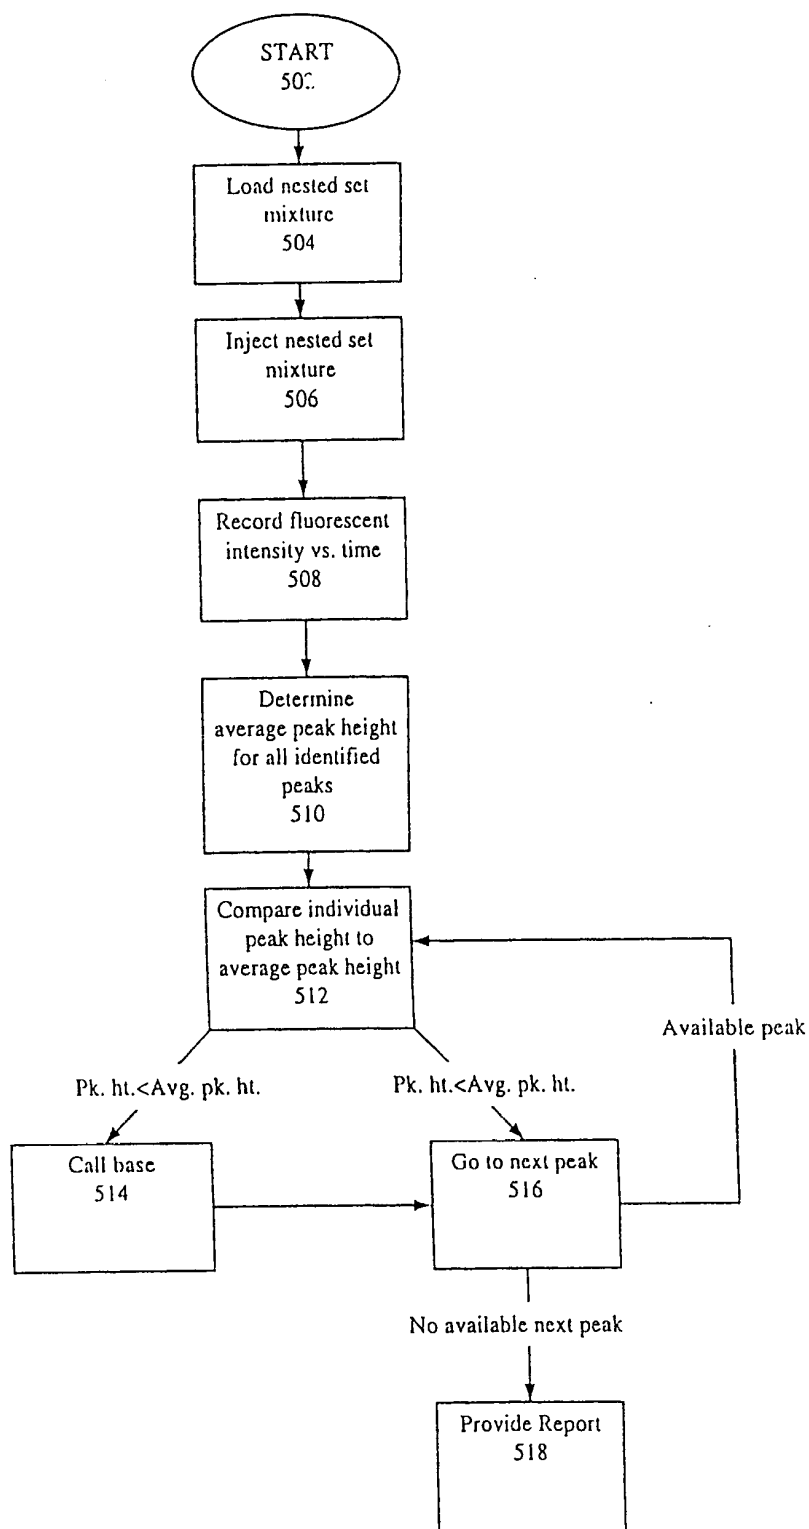 START
502
Load nested set
mixture
504
Inject nested set
mixture
506
Record fluorescent
intensity vs. time
508
Determine
average peak height
for all identified
peaks
510
Compare individual
peak height to
average peak height
512
Available peak
Pk. ht.<Avg. pk. ht.
Pk. ht.<Avg. pk. ht.
Call base
514
Go to next peak
516
No available next peak
Provide Report
518